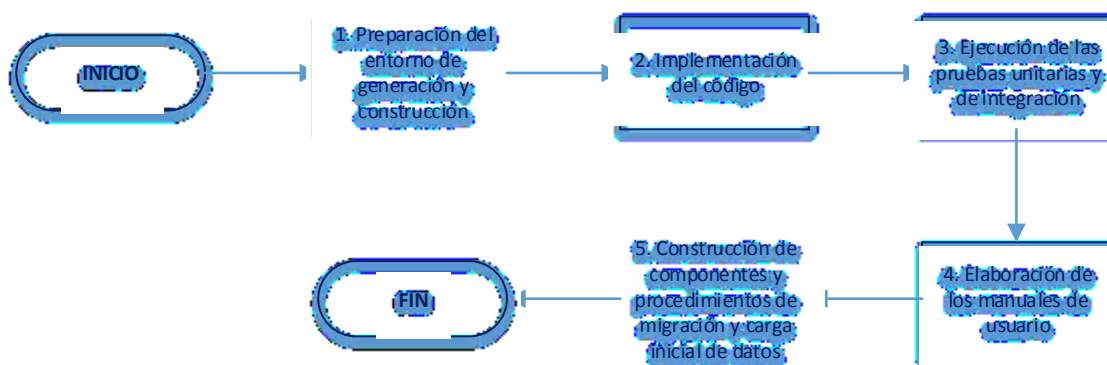 INICIO
1. Preparación del
entorno de
generación y
construcción
2. Implementación
del código
3. Ejecución de las
pruebas unitarias y
de integración
4. Elaboración de
los manuales de
usuario
5. Construcción de
componentes y
procedimientos de
migración y carga
inicial de datos
FIN